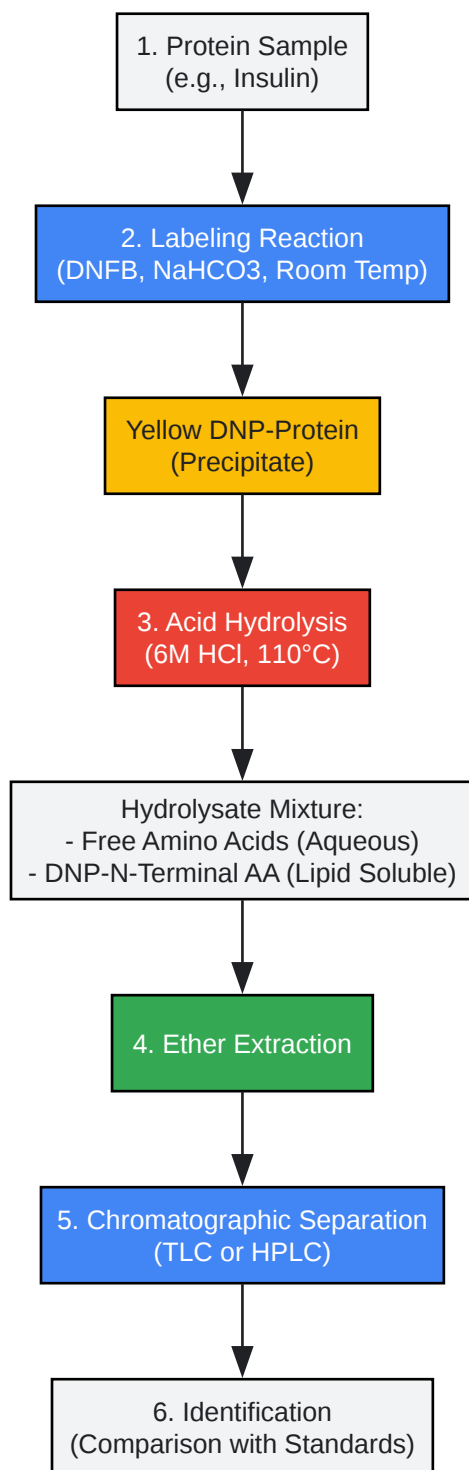 1. Protein Sample
(e.g., Insulin)
2. Labeling Reaction
(DNFB, NaHCO3, Room Temp)
Yellow DNP-Protein
(Precipitate)
3. Acid Hydrolysis
(6M HCl, 110°C)
Hydrolysate Mixture:
- Free Amino Acids (Aqueous)
- DNP-N-Terminal AA (Lipid Soluble)
4. Ether Extraction
5. Chromatographic Separation
(TLC or HPLC)
6. Identification
(Comparison with Standards)